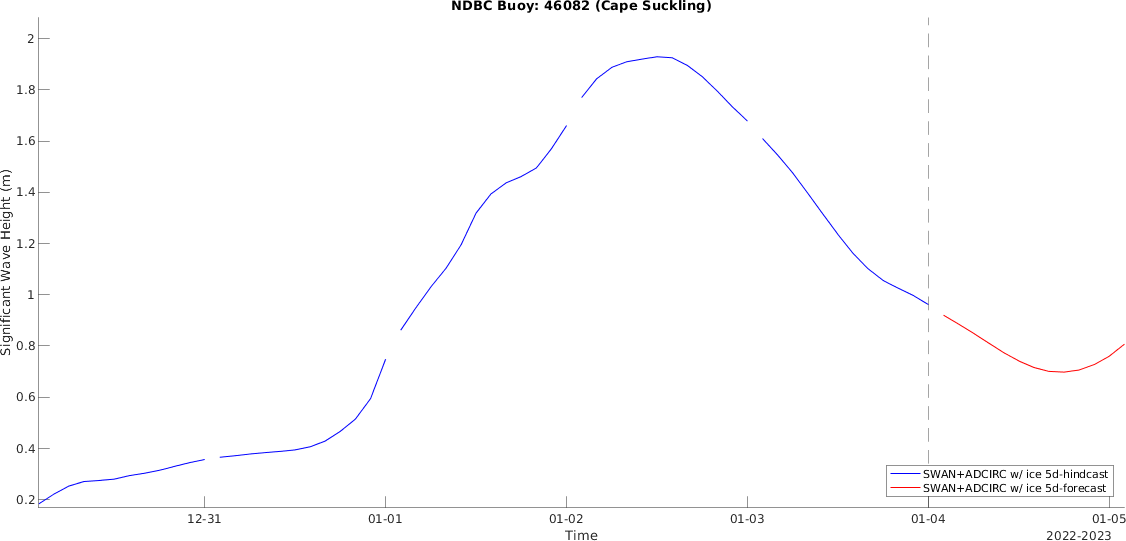 NDBC Buoy: 46082 (Cape Suckling)
Significant Wave Height (m)
2
1.8
1.6
1.4
1.2
1
0.8
0.6
0.4
0.2
SWAN+ADCIRC w/ ice 5d-hindcast
SWAN+ADCIRC w/ ice 5d-forecast
12-31 01-01 01-02 01-03 01-04 01-05
Time
2022-2023